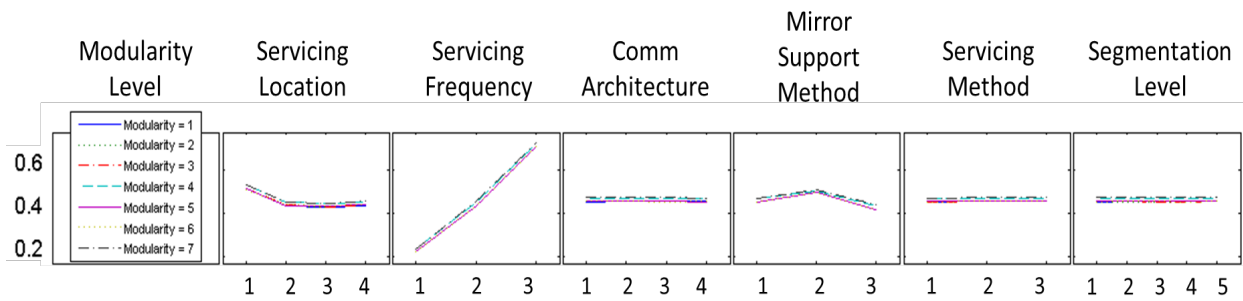 Modularity
Level
Servicing
Location
Servicing
Frequency
Comm
Architecture
Mirror
Support
Method
Servicing
Method
Segmentation
Level
Modularity = 1
Modularity = 2
Modularity = 3
Modularity = 4
Modularity = 5
Modularity = 6
Modularity = 7
0.6
0.4
0.2
1 2 3 4
1 2 3
1 2 3 4
1 2 3
1 2 3
1 2 3 4 5